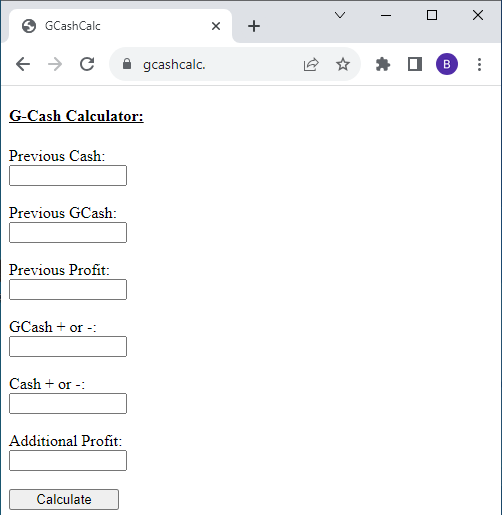 GCashCalc
gcashcalc.
B
G-Cash Calculator:
Previous Cash:
Previous GCash:
Previous Profit:
GCash + or -:
Cash + or -:
Additional Profit:
Calculate